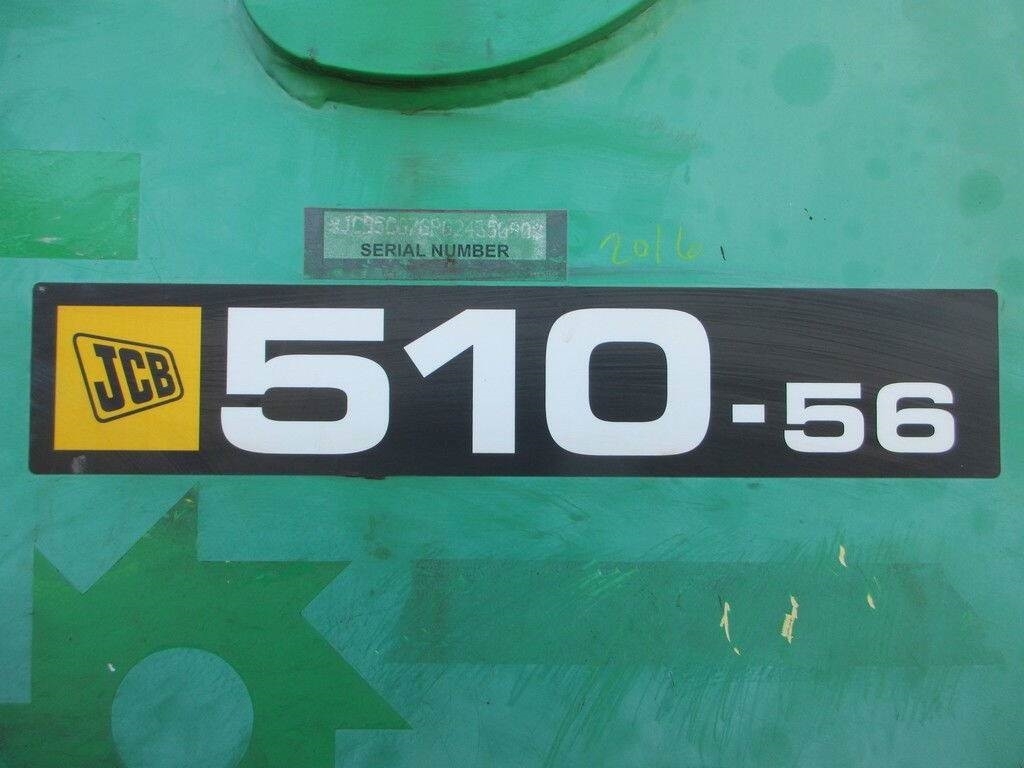 SERIAL NUMBER
2016
JCB 510-56